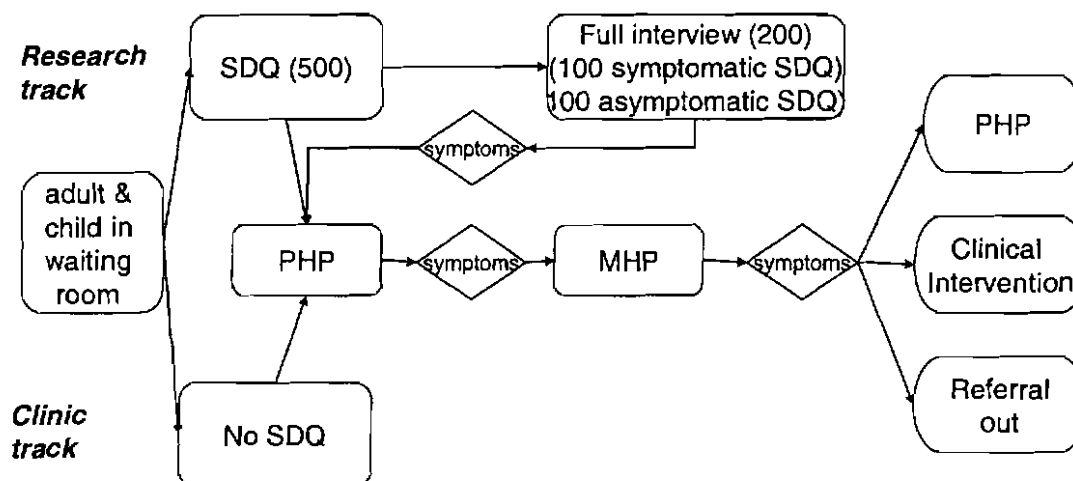 Research
track
SDQ (500)
Full interview (200)
(100 symptomatic SDQ)
100 asymptomatic SDQ)
symptoms
PHP
adult &
child in
waiting
room
PHP
symptoms
MHP
symptoms
Clinical
Intervention
Clinic
track
No SDQ
Referral
out